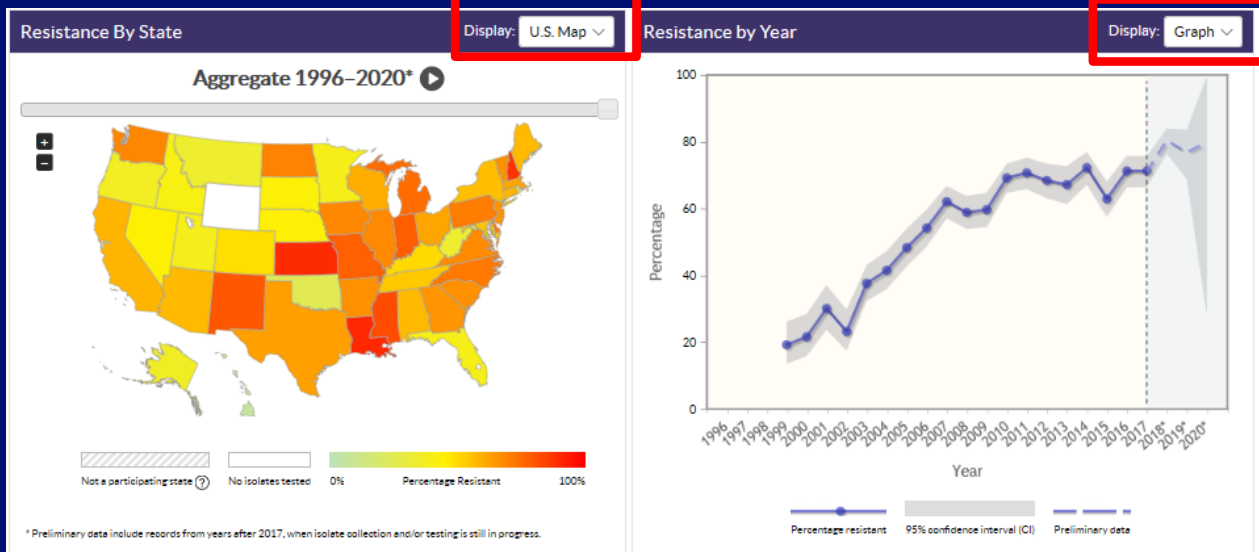 Resistance By State
Display: U.S. Map
Aggregate 1996–2020*
+
−
Not a participating state ?
No isolates tested
0%
Percentage Resistant
100%
* Preliminary data include records from years after 2017, when isolate collection and/or testing is still in progress.
Resistance by Year
Display: Graph
Percentage
100
80
60
40
20
0
1996
1997
1998
1999
2000
2001
2002
2003
2004
2005
2006
2007
2008
2009
2010
2011
2012
2013
2014
2015
2016
2017
2018*
2019*
2020*
Year
Percentage resistant
95% confidence interval (CI)
Preliminary data